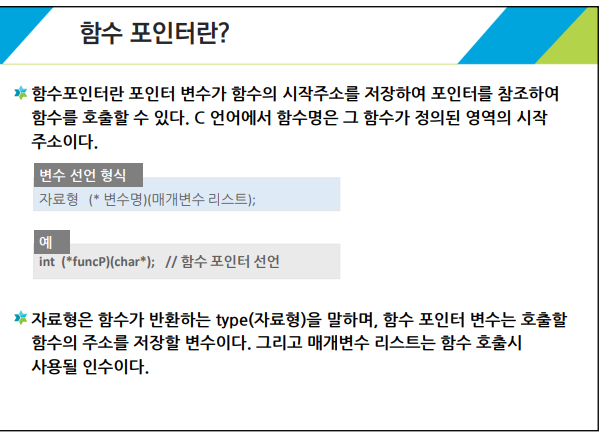 함수 포인터란?
함수포인터란 포인터 변수가 함수의 시작주소를 저장하여 포인터를 참조하여
함수를 호출할 수 있다. C 언어에서 함수명은 그 함수가 정의된 영역의 시작
주소이다.
변수 선언 형식
자료형 (* 변수명)(매개변수 리스트);
예
int (*funcP)(char*); // 함수 포인터 선언
자료형은 함수가 반환하는 type(자료형)을 말하며, 함수 포인터 변수는 호출할
함수의 주소를 저장할 변수이다. 그리고 매개변수 리스트는 함수 호출시
사용될 인수이다.